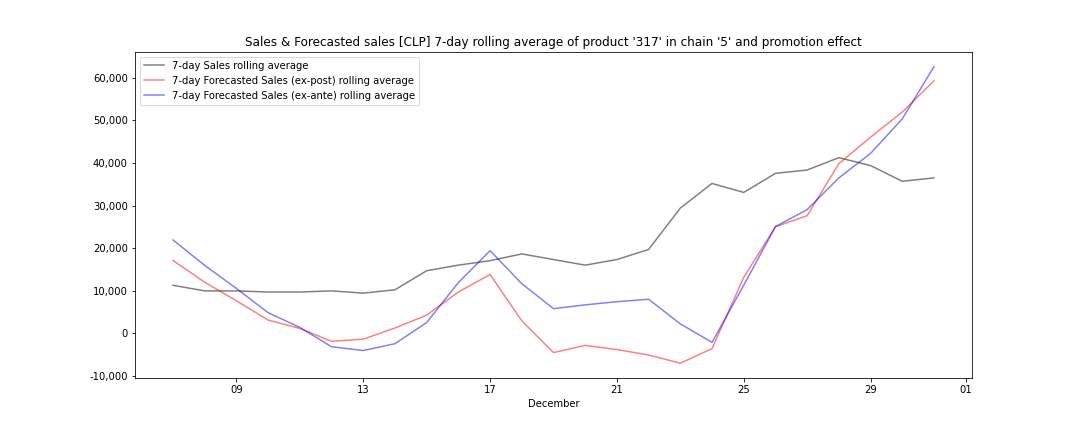 Sales & Forecasted sales [CLP] 7-day rolling average of product '317' in chain '5' and promotion effect
7-day Sales rolling average
7-day Forecasted Sales (ex-post) rolling average
7-day Forecasted Sales (ex-ante) rolling average
60,000
50,000
40,000
30,000
20,000
10,000
0
-10,000
09 13 17 21 25 29 01
December